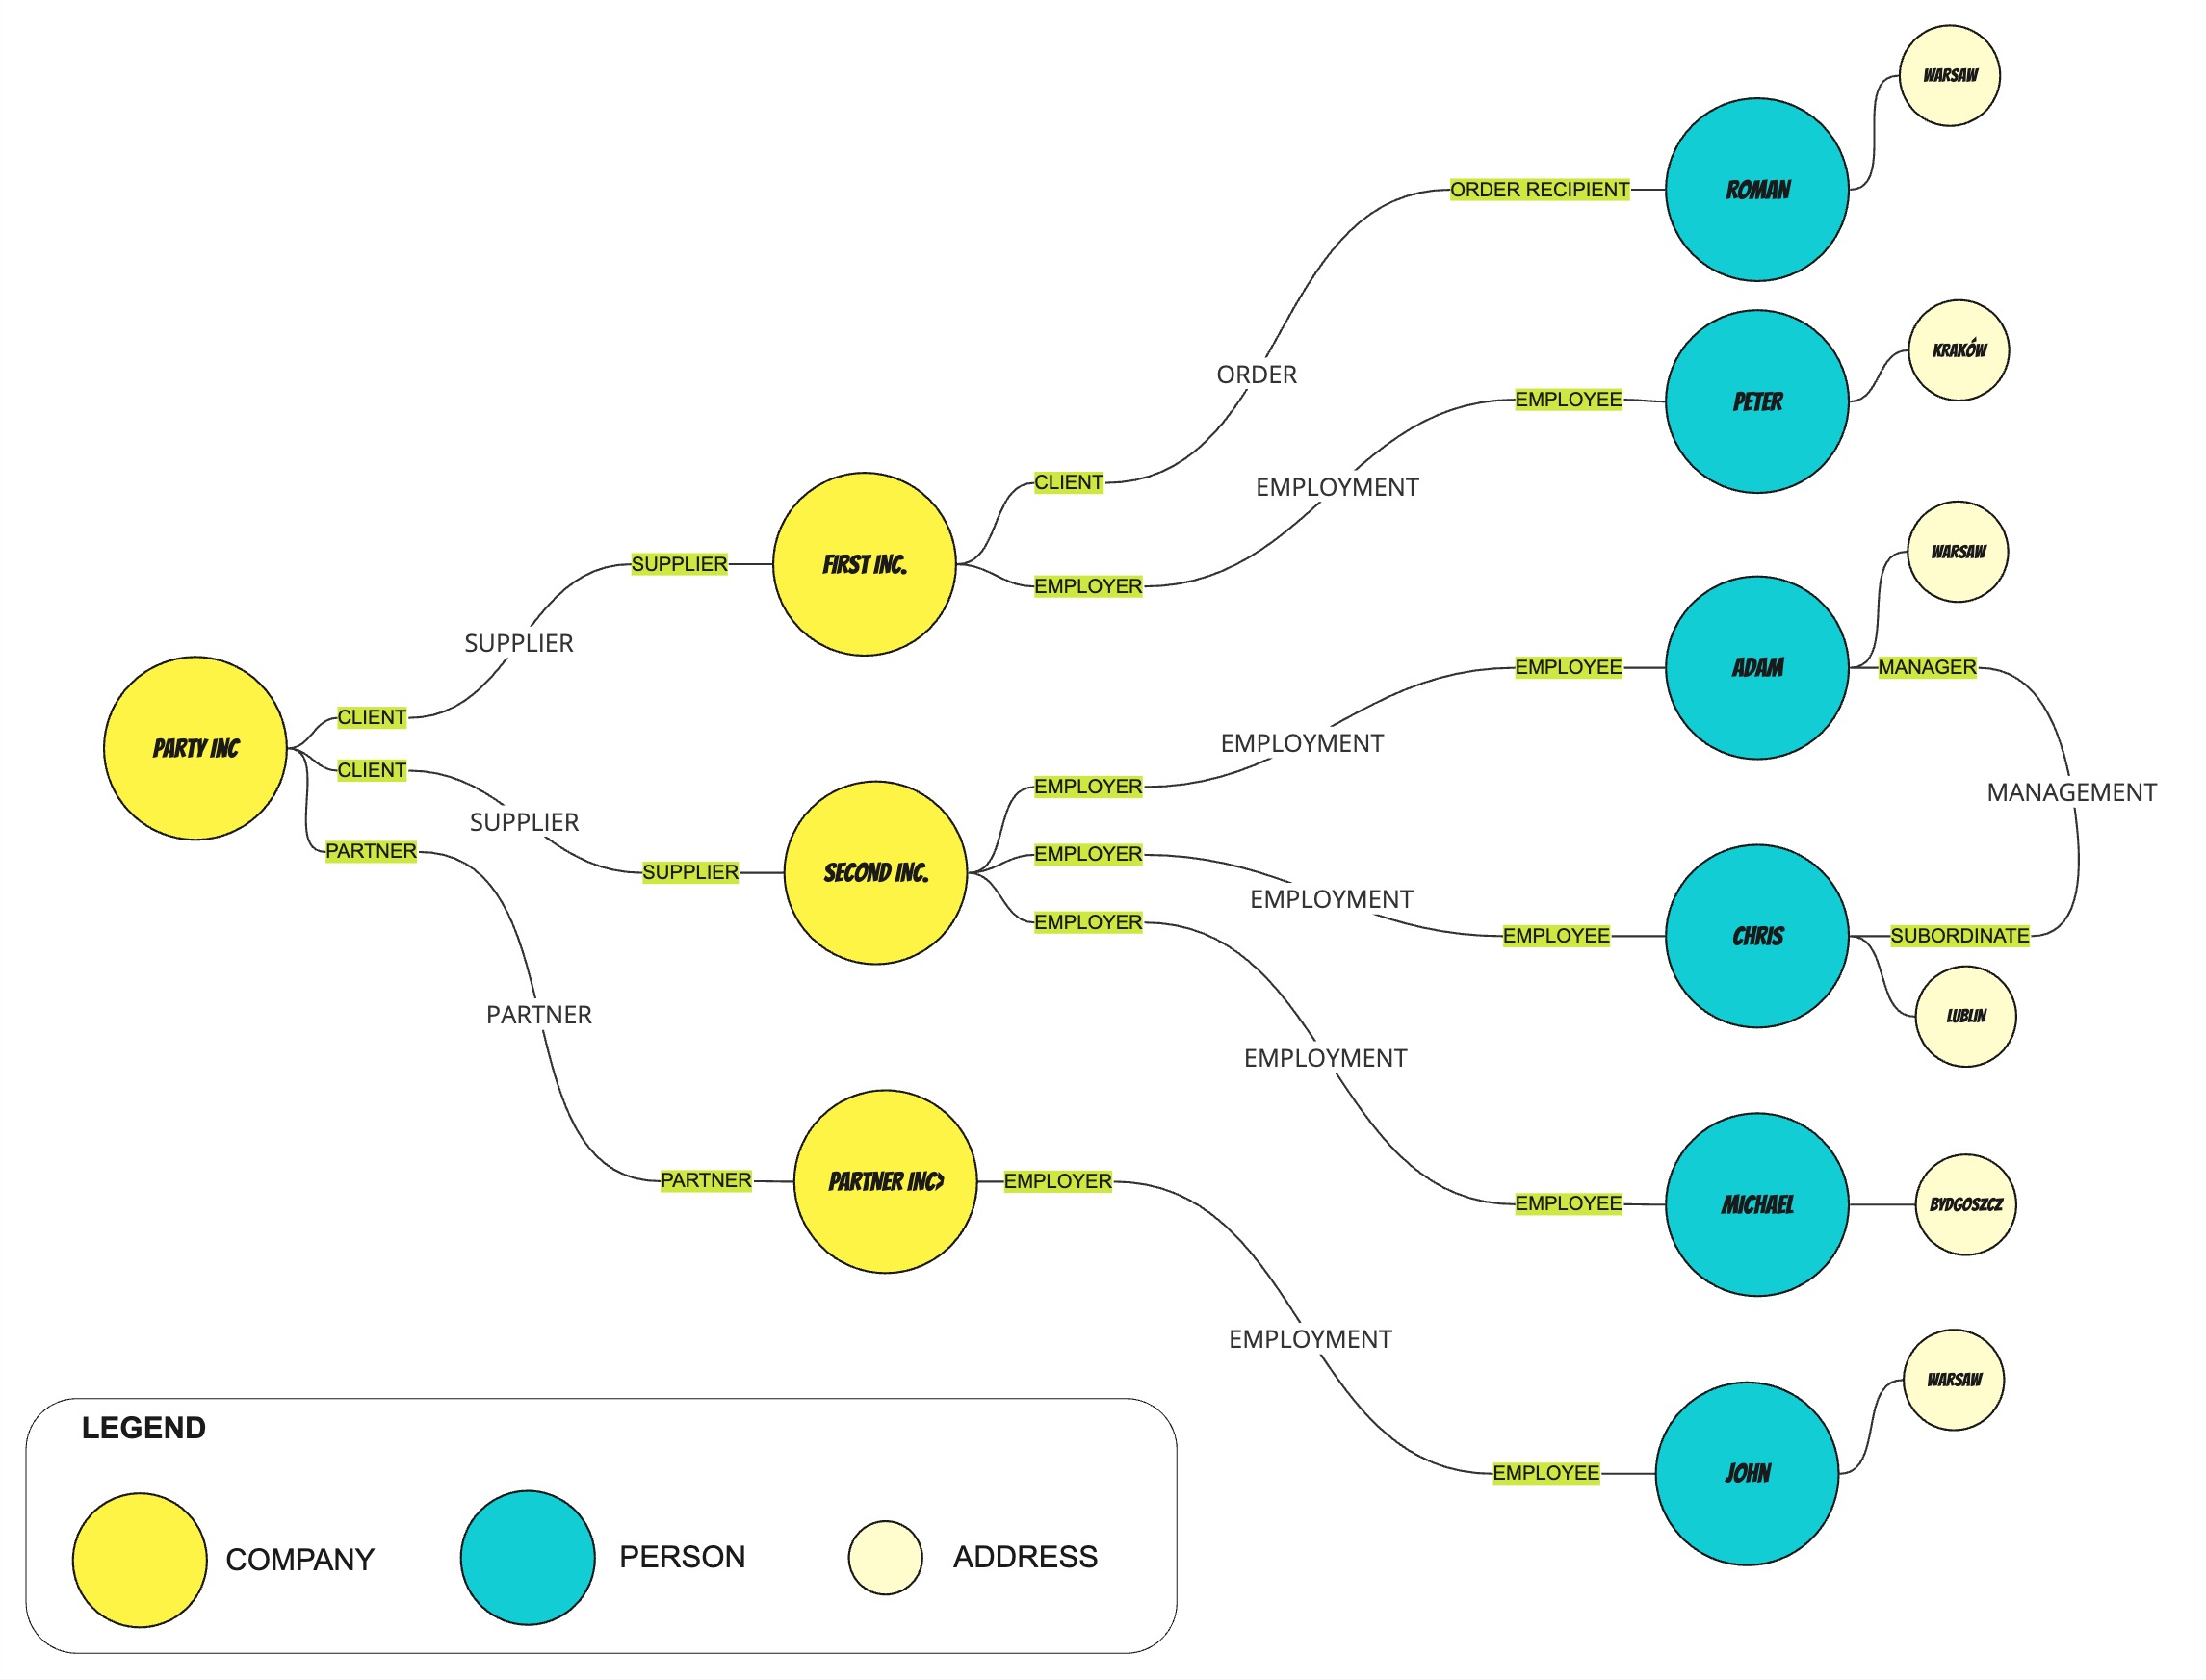 WARSAW
ORDER RECIPIENT
ROMAN
KRAKÓW
ORDER
EMPLOYEE
PETER
CLIENT
EMPLOYMENT
WARSAW
SUPPLIER
FIRST INC.
EMPLOYER
SUPPLIER
EMPLOYEE
ADAM
MANAGER
CLIENT
PARTY INC
EMPLOYMENT
CLIENT
EMPLOYER
MANAGEMENT
SUPPLIER
PARTNER
EMPLOYER
SUPPLIER
SECOND INC.
EMPLOYMENT
EMPLOYER
EMPLOYEE
CHRIS
SUBORDINATE
PARTNER
LUBLIN
EMPLOYMENT
PARTNER
PARTNER INC>
EMPLOYER
EMPLOYEE
MICHAEL
BYDGOSZCZ
EMPLOYMENT
WARSAW
LEGEND
EMPLOYEE
JOHN
COMPANY
PERSON
ADDRESS